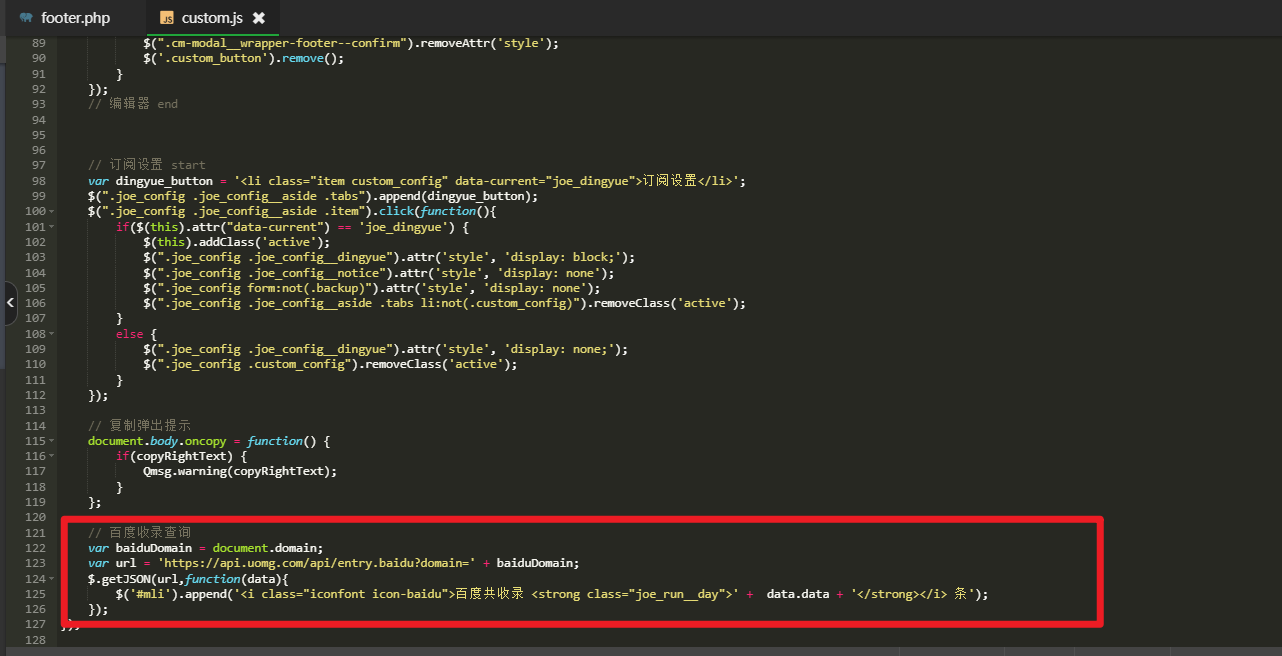 footer.php
custom.js
89 $(".cm-modal__wrapper-footer--confirm").removeAttr('style');
90 $('.custom_button').remove();
91 }
92 });
93 // 编辑器 end
94
95
96
97 // 订阅设置 start
98 var dingyue_button = '<li class="item custom_config" data-current="joe_dingyue">订阅设置</li>';
99 $(".joe_config .joe_config__aside .tabs").append(dingyue_button);
100 $(".joe_config .joe_config__aside .item").click(function(){
101 if($(this).attr("data-current") == 'joe_dingyue') {
102 $(this).addClass('active');
103 $(".joe_config .joe_config__dingyue").attr('style', 'display: block;');
104 $(".joe_config .joe_config__notice").attr('style', 'display: none');
105 $(".joe_config form:not(.backup)").attr('style', 'display: none');
106 $(".joe_config .joe_config__aside .tabs li:not(.custom_config)").removeClass('active');
107 }
108 else {
109 $(".joe_config .joe_config__dingyue").attr('style', 'display: none;');
110 $(".joe_config .custom_config").removeClass('active');
111 }
112 });
113
114 // 复制弹出提示
115 document.body.oncopy = function() {
116 if(copyRightText) {
117 Qmsg.warning(copyRightText);
118 }
119 };
120
121 // 百度收录查询
122 var baiduDomain = document.domain;
123 var url = 'https://api.uomg.com/api/entry.baidu?domain=' + baiduDomain;
124 $.getJSON(url,function(data){
125 $('#mli').append('<i class="iconfont icon-baidu">百度共收录 <strong class="joe_run__day">' + data.data + '</strong></i> 条');
126 });
127 });
128